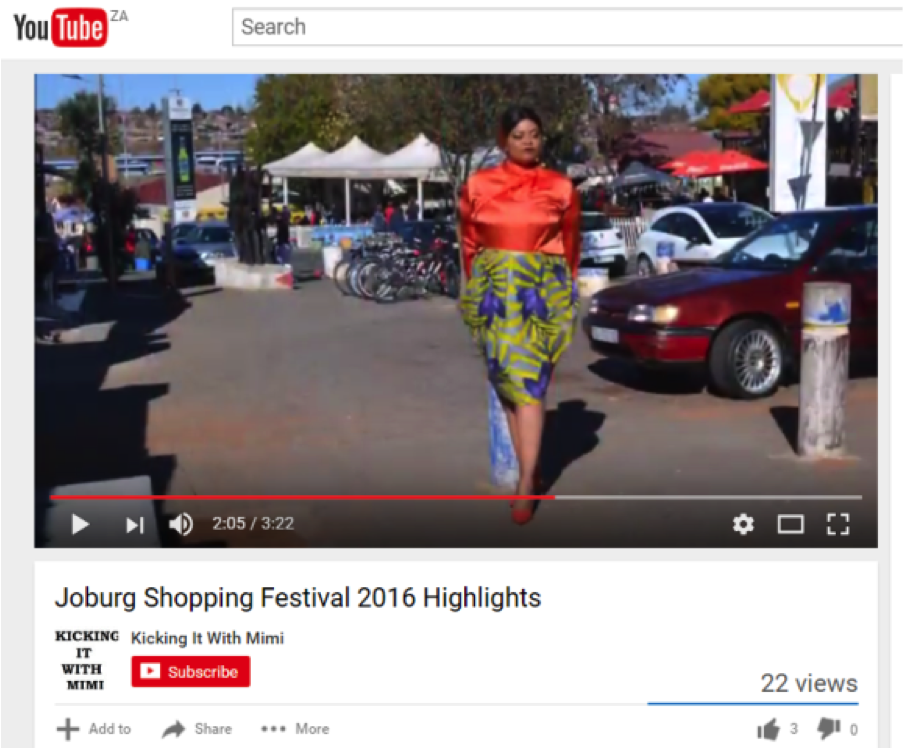 YouTube ZA
Search
2:05 / 3:22
Joburg Shopping Festival 2016 Highlights
KICKING
IT
WITH
MIMI
Kicking It With Mimi
Subscribe
22 views
Add to
Share
More
3
0